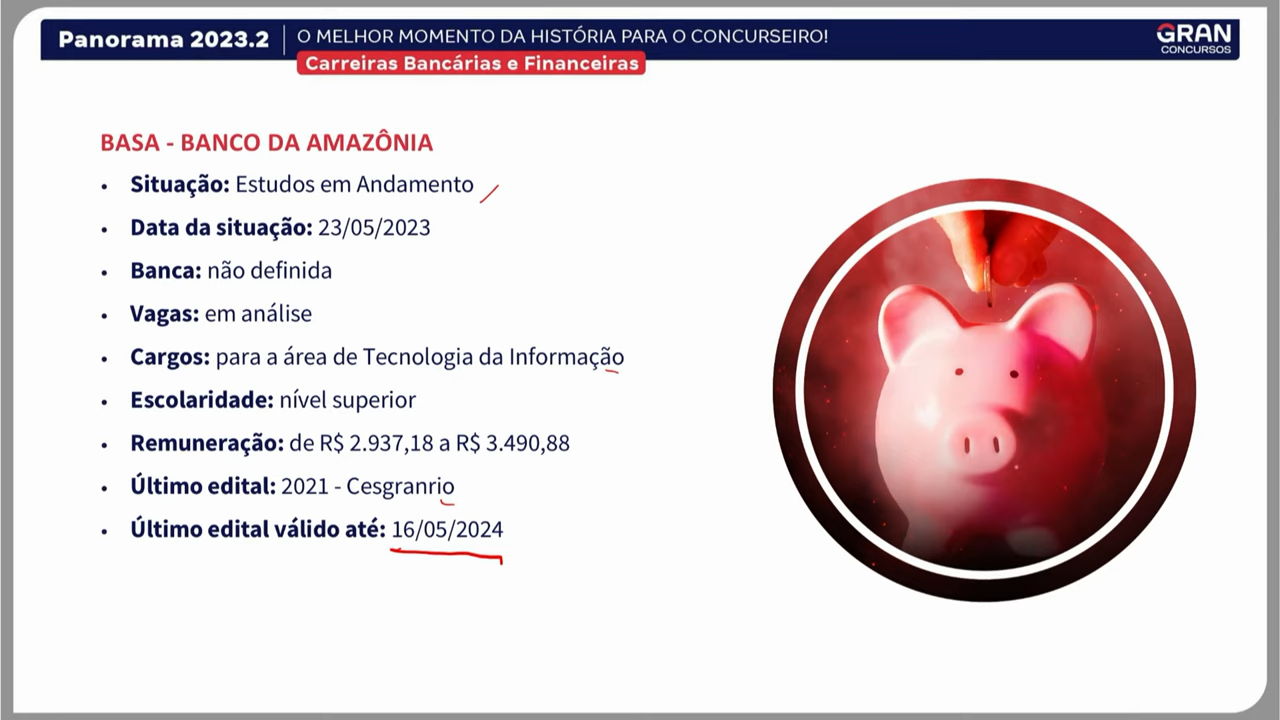 Panorama 2023.2
O MELHOR MOMENTO DA HISTÓRIA PARA O CONCURSEIRO!
Carreiras Bancárias e Financeiras
GRAN
CONCURSOS
BASA - BANCO DA AMAZÔNIA
• Situação: Estudos em Andamento
• Data da situação: 23/05/2023
• Banca: não definida
• Vagas: em análise
• Cargos: para a área de Tecnologia da Informação
• Escolaridade: nível superior
• Remuneração: de R$ 2.937,18 a R$ 3.490,88
• Último edital: 2021 - Cesgranrio
• Último edital válido até: 16/05/2024